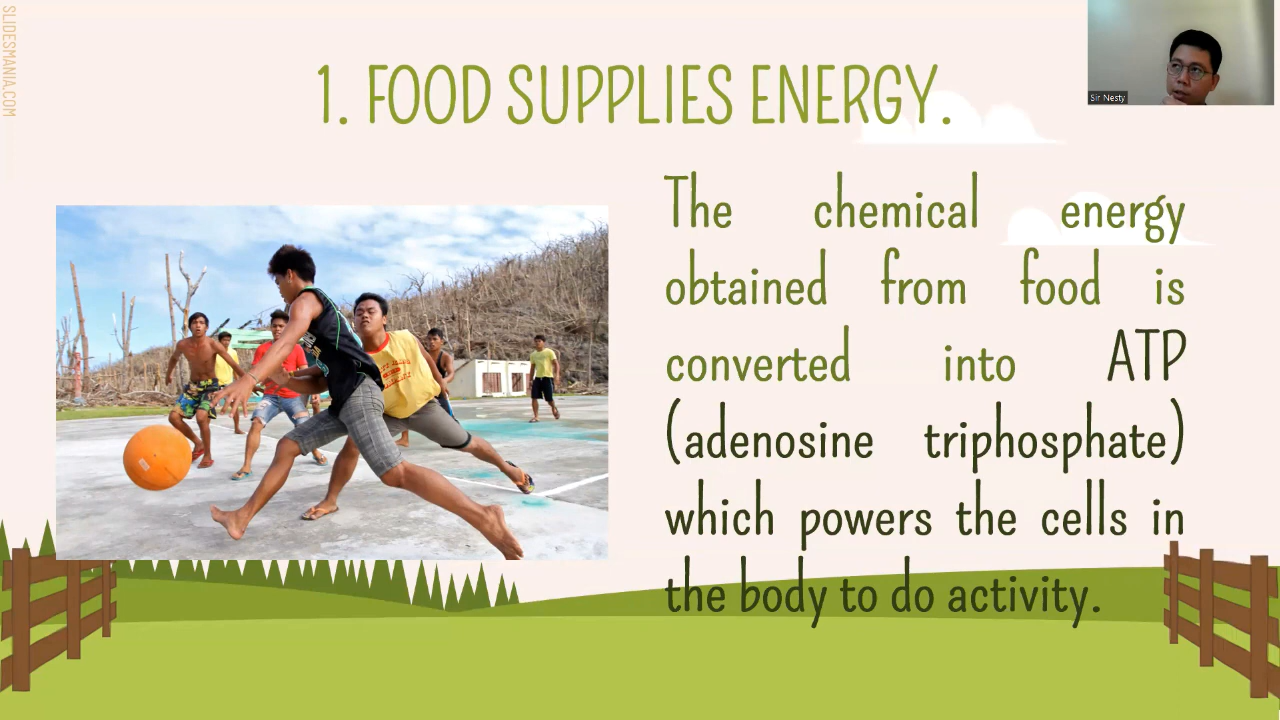 SLIDESMANIA.COM
1. FOOD SUPPLIES ENERGY.
Sir Nesty
The chemical energy
obtained from food is
converted into ATP
(adenosine triphosphate)
which powers the cells in
the body to do activity.